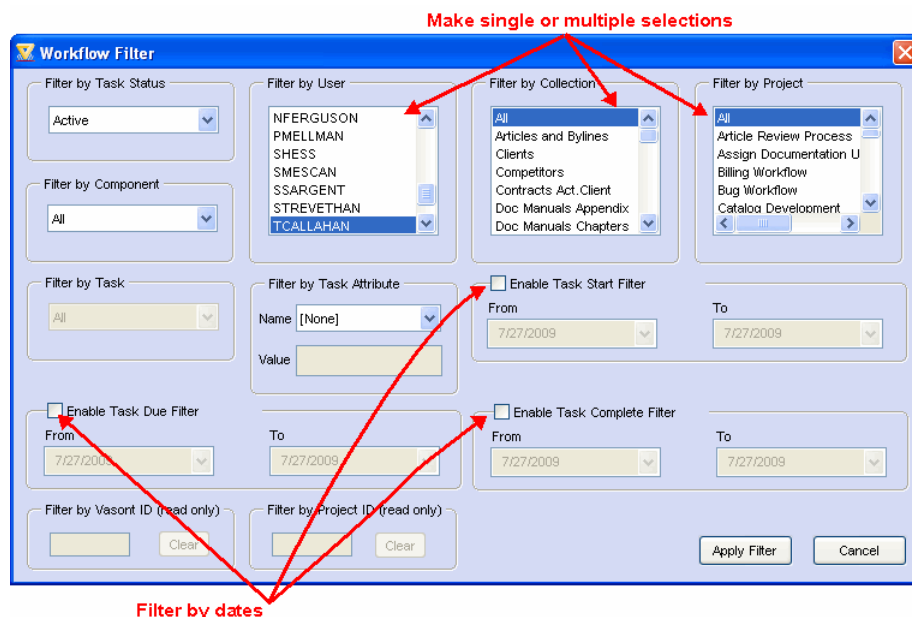 Make single or multiple selections
Workflow Filter
Filter by Task Status
Active
Filter by User
NFERGUSON
PMELLMAN
SHESS
SMESCAN
SSARGENT
STREVETHAN
TCALLAHAN
Filter by Collection
All
Articles and Bylines
Clients
Competitors
Contracts Act.Client
Doc Manuals Appendix
Doc Manuals Chapters
Filter by Project
All
Article Review Process
Assign Documentation U
Billing Workflow
Bug Workflow
Catalog Development
Filter by Component
All
Filter by Task
All
Filter by Task Attribute
Name [None]
Value
Enable Task Start Filter
From To
7/27/2009 7/27/2009
Enable Task Due Filter
From To
7/27/2009 7/27/2009
Enable Task Complete Filter
From To
7/27/2009 7/27/2009
Filter by Vasont ID (read only)
Clear
Filter by Project ID (read only)
Clear
Apply Filter Cancel
Filter by dates